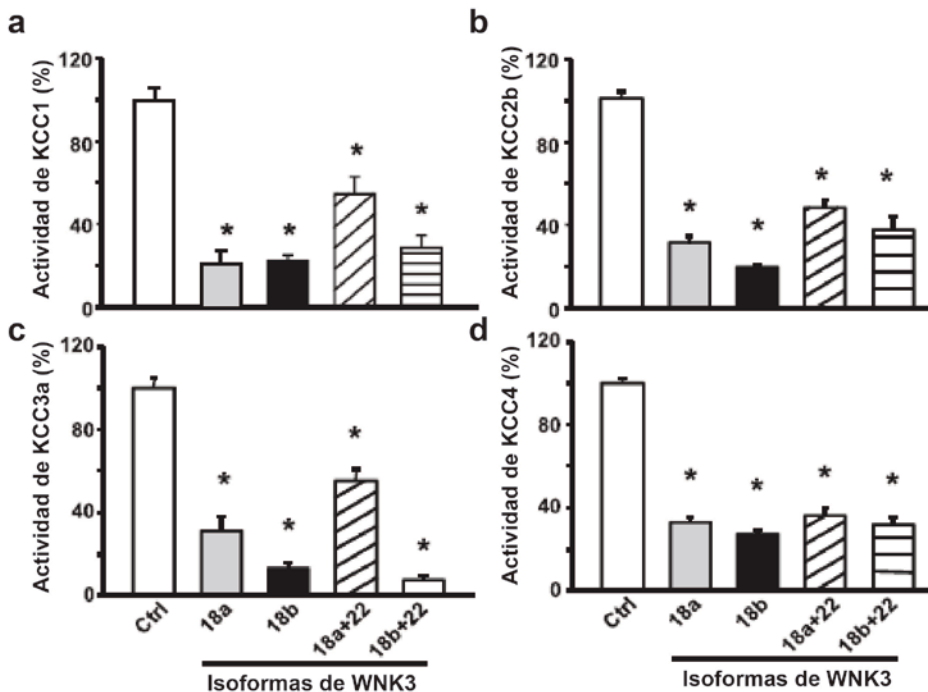 a
Actividad de KCC1 (%)
120
80
40
0
*
*
*
*
b
Actividad de KCC2b (%)
120
80
40
0
*
*
*
*
c
Actividad de KCC3a (%)
120
80
40
0
*
*
*
*
Ctrl
18a
18b
18a+22
18b+22
Isoformas de WNK3
d
Actividad de KCC4 (%)
120
80
40
0
*
*
*
*
Ctrl
18a
18b
18a+22
18b+22
Isoformas de WNK3